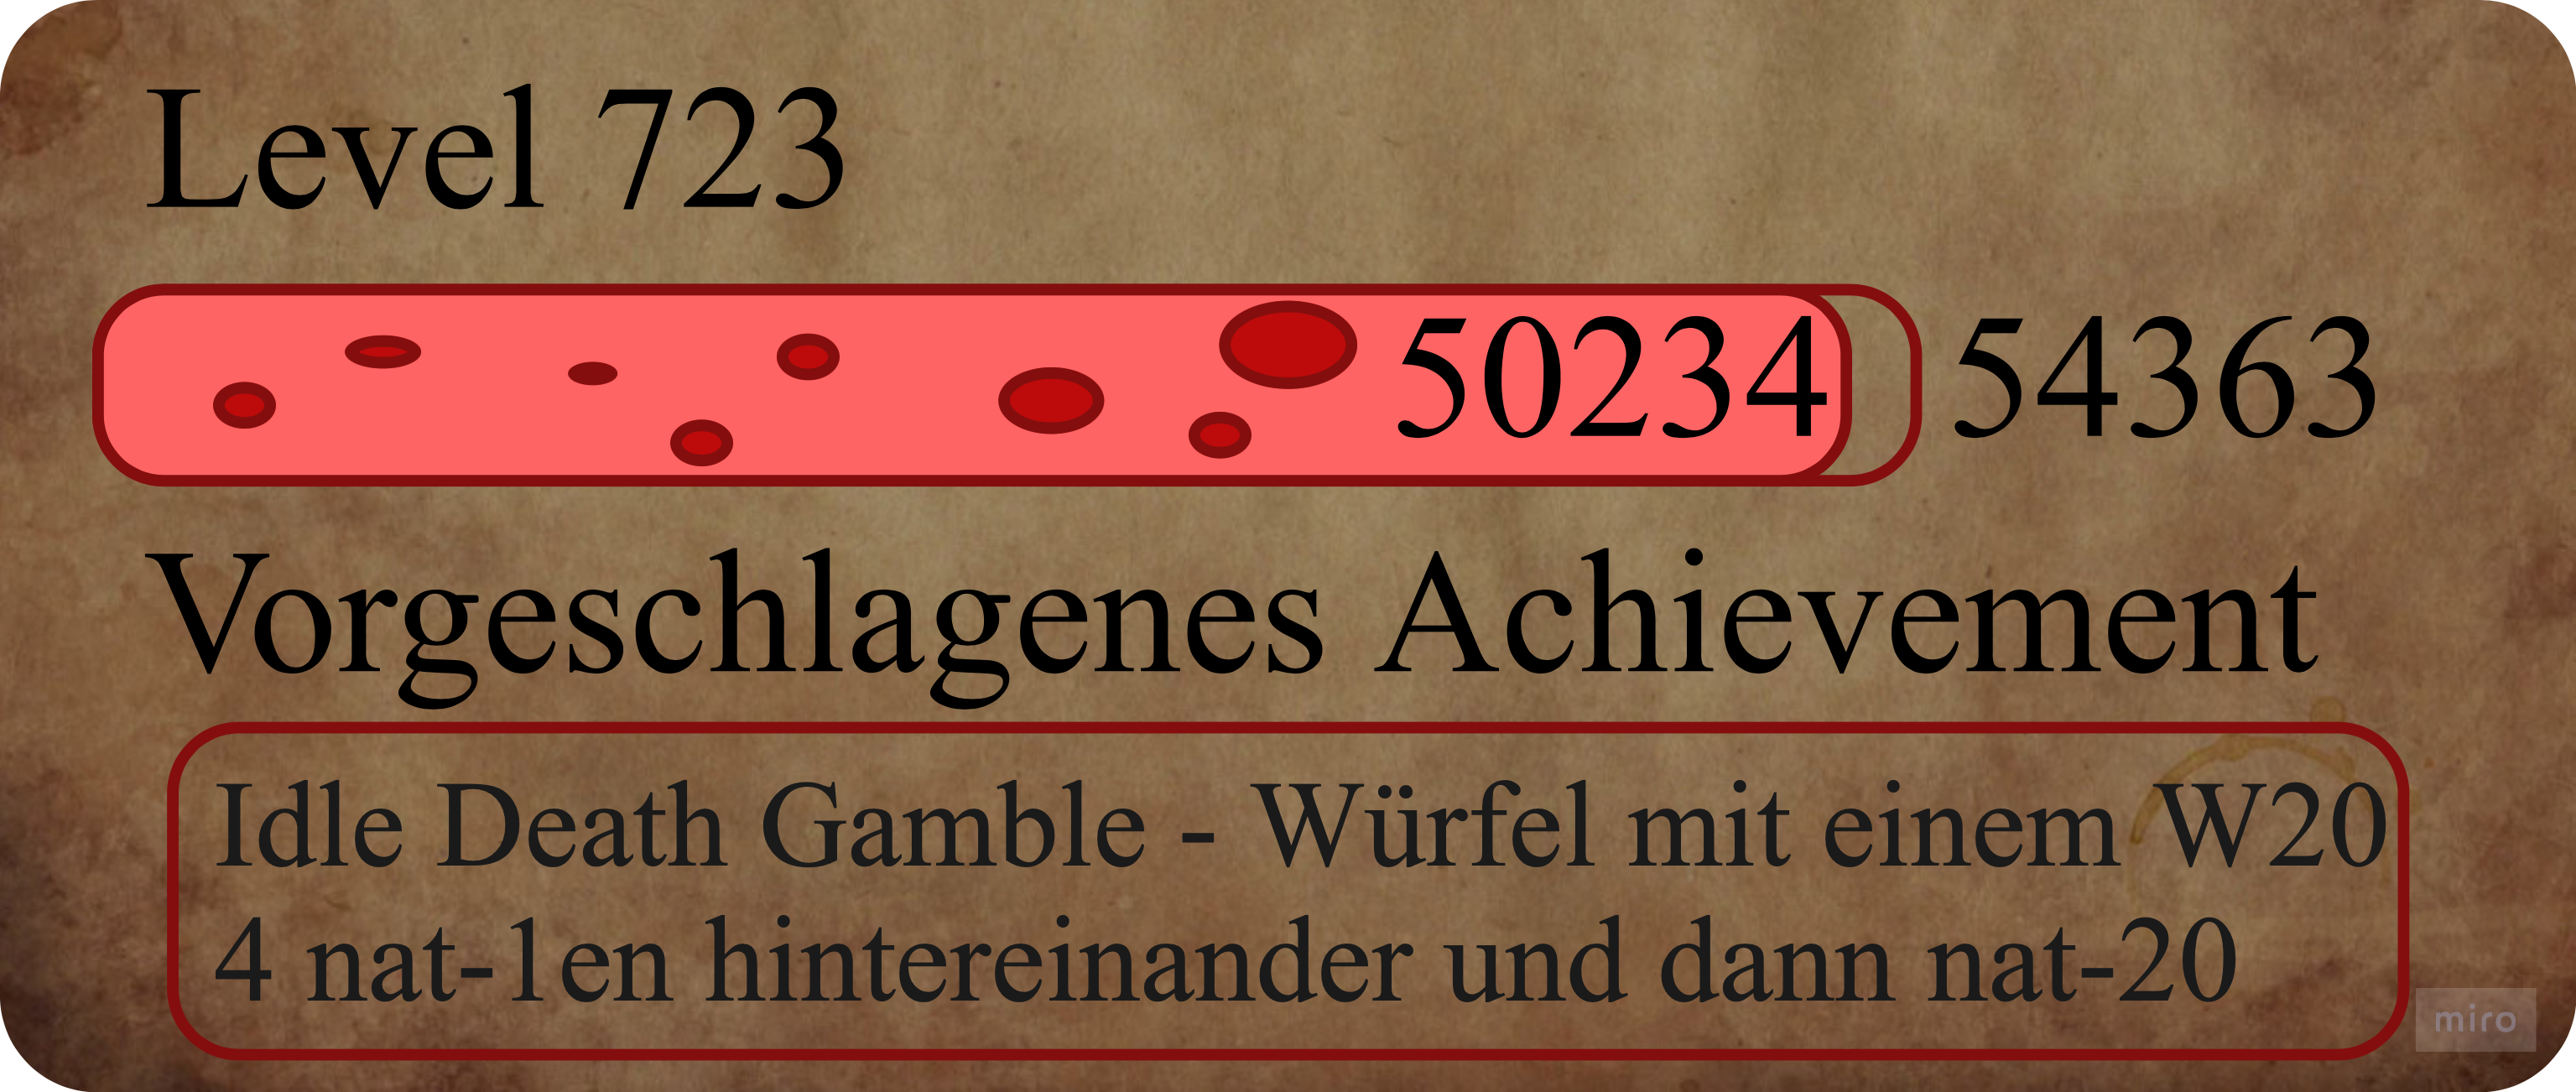 Level 723
50234 54363
Vorgeschlagenes Achievement
Idle Death Gamble - Würfel mit einem W20
4 nat-1en hintereinander und dann nat-20
miro